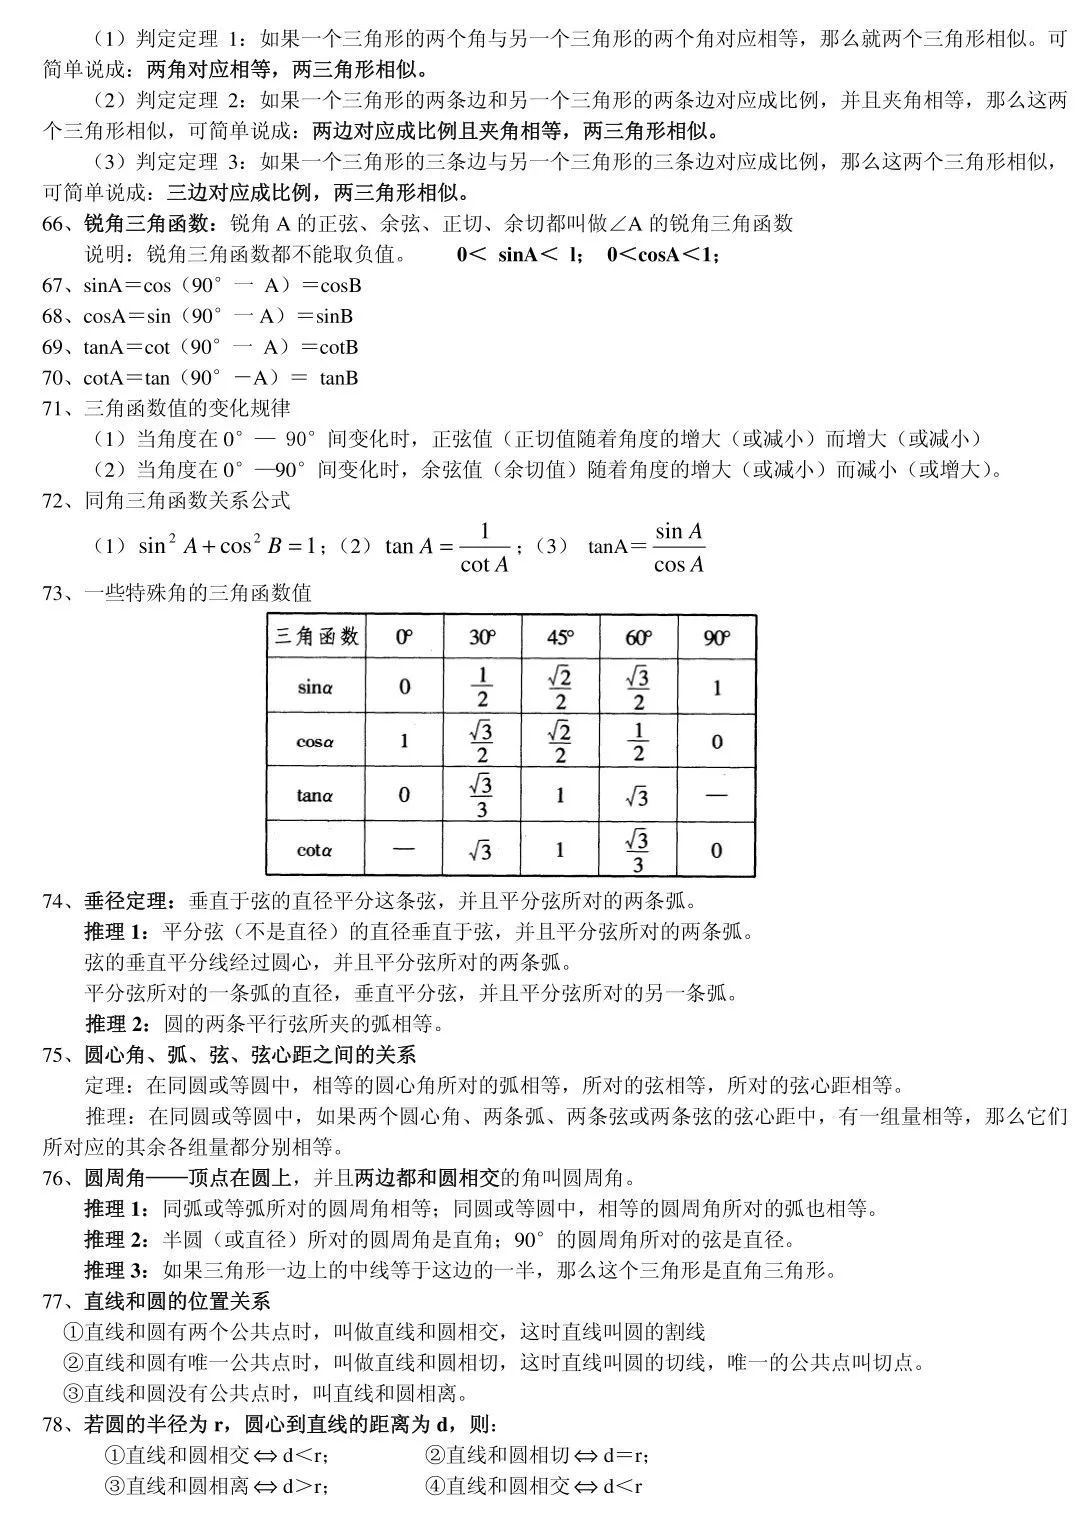 （1）判定定理 1：如果一个三角形的两个角与另一个三角形的两个角对应相等，那么就两个三角形相似。可
简单说成：两角对应相等，两三角形相似。
（2）判定定理 2：如果一个三角形的两条边和另一个三角形的两条边对应成比例，并且夹角相等，那么这两
个三角形相似，可简单说成：两边对应成比例且夹角相等，两三角形相似。
（3）判定定理 3：如果一个三角形的三条边与另一个三角形的三条边对应成比例，那么这两个三角形相似，
可简单说成：三边对应成比例，两三角形相似。
66、锐角三角函数：锐角 A 的正弦、余弦、正切、余切都叫做∠A 的锐角三角函数
说明：锐角三角函数都不能取负值。 0＜ sinA＜ l； 0＜cosA＜1；
67、sinA＝cos（90°一 A）＝cosB
68、cosA＝sin（90°一 A）＝sinB
69、tanA＝cot（90°一 A）＝cotB
70、cotA＝tan（90°－A）＝ tanB
71、三角函数值的变化规律
（1）当角度在 0°— 90°间变化时，正弦值（正切值随着角度的增大（或减小）而增大（或减小）
（2）当角度在 0°—90°间变化时，余弦值（余切值）随着角度的增大（或减小）而减小（或增大）。
72、同角三角函数关系公式
（1）sin² A + cos² B = 1；（2）tan A = 1/cot A；（3） tanA＝sin A/cos A
73、一些特殊角的三角函数值
三角函数 0° 30° 45° 60° 90°
sinα 0 1/2 √2/2 √3/2 1
cosα 1 √3/2 √2/2 1/2 0
tanα 0 √3/3 1 √3 —
cotα — √3 1 √3/3 0
74、垂径定理：垂直于弦的直径平分这条弦，并且平分弦所对的两条弧。
推理 1：平分弦（不是直径）的直径垂直于弦，并且平分弦所对的两条弧。
弦的垂直平分线经过圆心，并且平分弦所对的两条弧。
平分弦所对的一条弧的直径，垂直平分弦，并且平分弦所对的另一条弧。
推理 2：圆的两条平行弦所夹的弧相等。
75、圆心角、弧、弦、弦心距之间的关系
定理：在同圆或等圆中，相等的圆心角所对的弧相等，所对的弦相等，所对的弦心距相等。
推理：在同圆或等圆中，如果两个圆心角、两条弧、两条弦或两条弦的弦心距中，有一组量相等，那么它们
所对应的其余各组量都分别相等。
76、圆周角——顶点在圆上，并且两边都和圆相交的角叫圆周角。
推理 1：同弧或等弧所对的圆周角相等；同圆或等圆中，相等的圆周角所对的弧也相等。
推理 2：半圆（或直径）所对的圆周角是直角；90°的圆周角所对的弦是直径。
推理 3：如果三角形一边上的中线等于这边的一半，那么这个三角形是直角三角形。
77、直线和圆的位置关系
①直线和圆有两个公共点时，叫做直线和圆相交，这时直线叫圆的割线
②直线和圆有唯一公共点时，叫做直线和圆相切，这时直线叫圆的切线，唯一的公共点叫切点。
③直线和圆没有公共点时，叫直线和圆相离。
78、若圆的半径为 r，圆心到直线的距离为 d，则：
①直线和圆相交⇔d＜r； ②直线和圆相切⇔d＝r；
③直线和圆相离⇔d＞r； ④直线和圆相交⇔d＜r